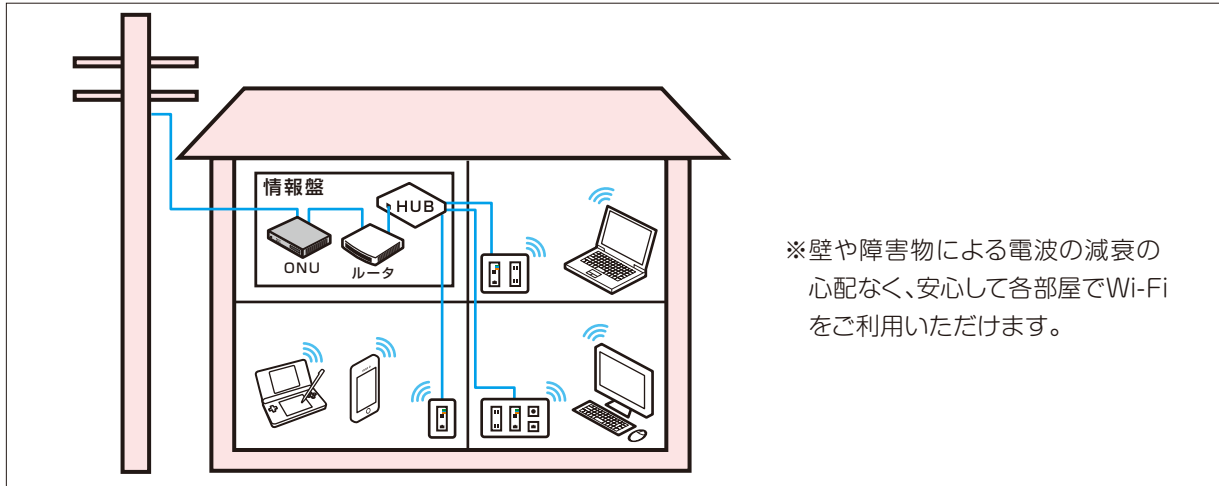 情報盤
HUB
ONU
ルータ
※壁や障害物による電波の減衰の
心配なく、安心して各部屋でWi-Fi
をご利用いただけます。